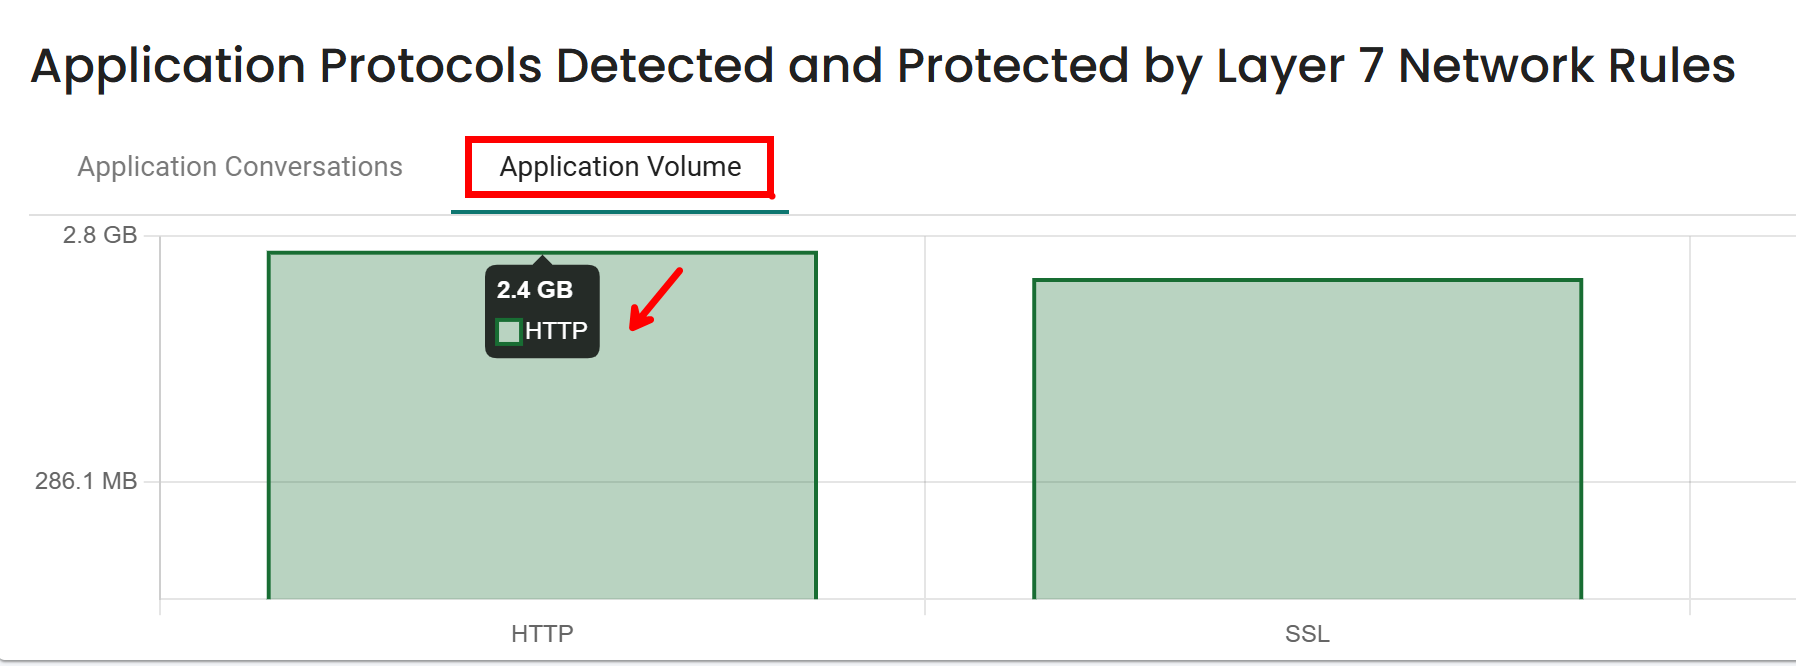 Application Protocols Detected and Protected by Layer 7 Network Rules
Application Conversations
Application Volume
2.8 GB
2.4 GB
HTTP
286.1 MB
HTTP
SSL